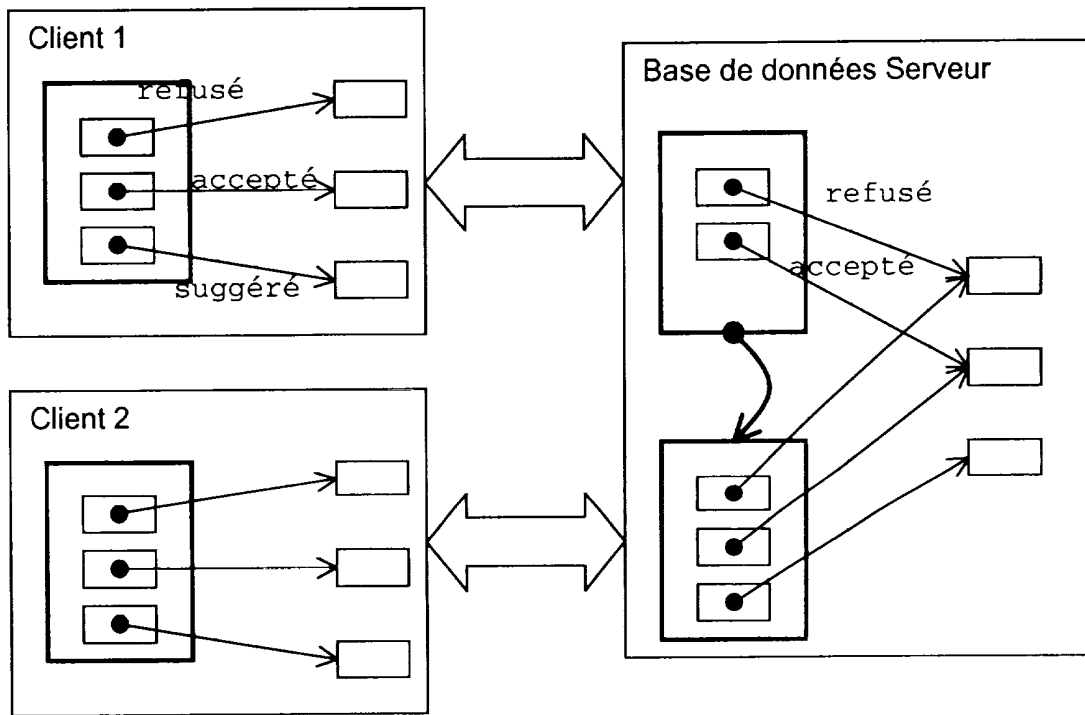 Client 1
refusé
accepté
suggéré
Base de données Serveur
refusé
accepté
Client 2